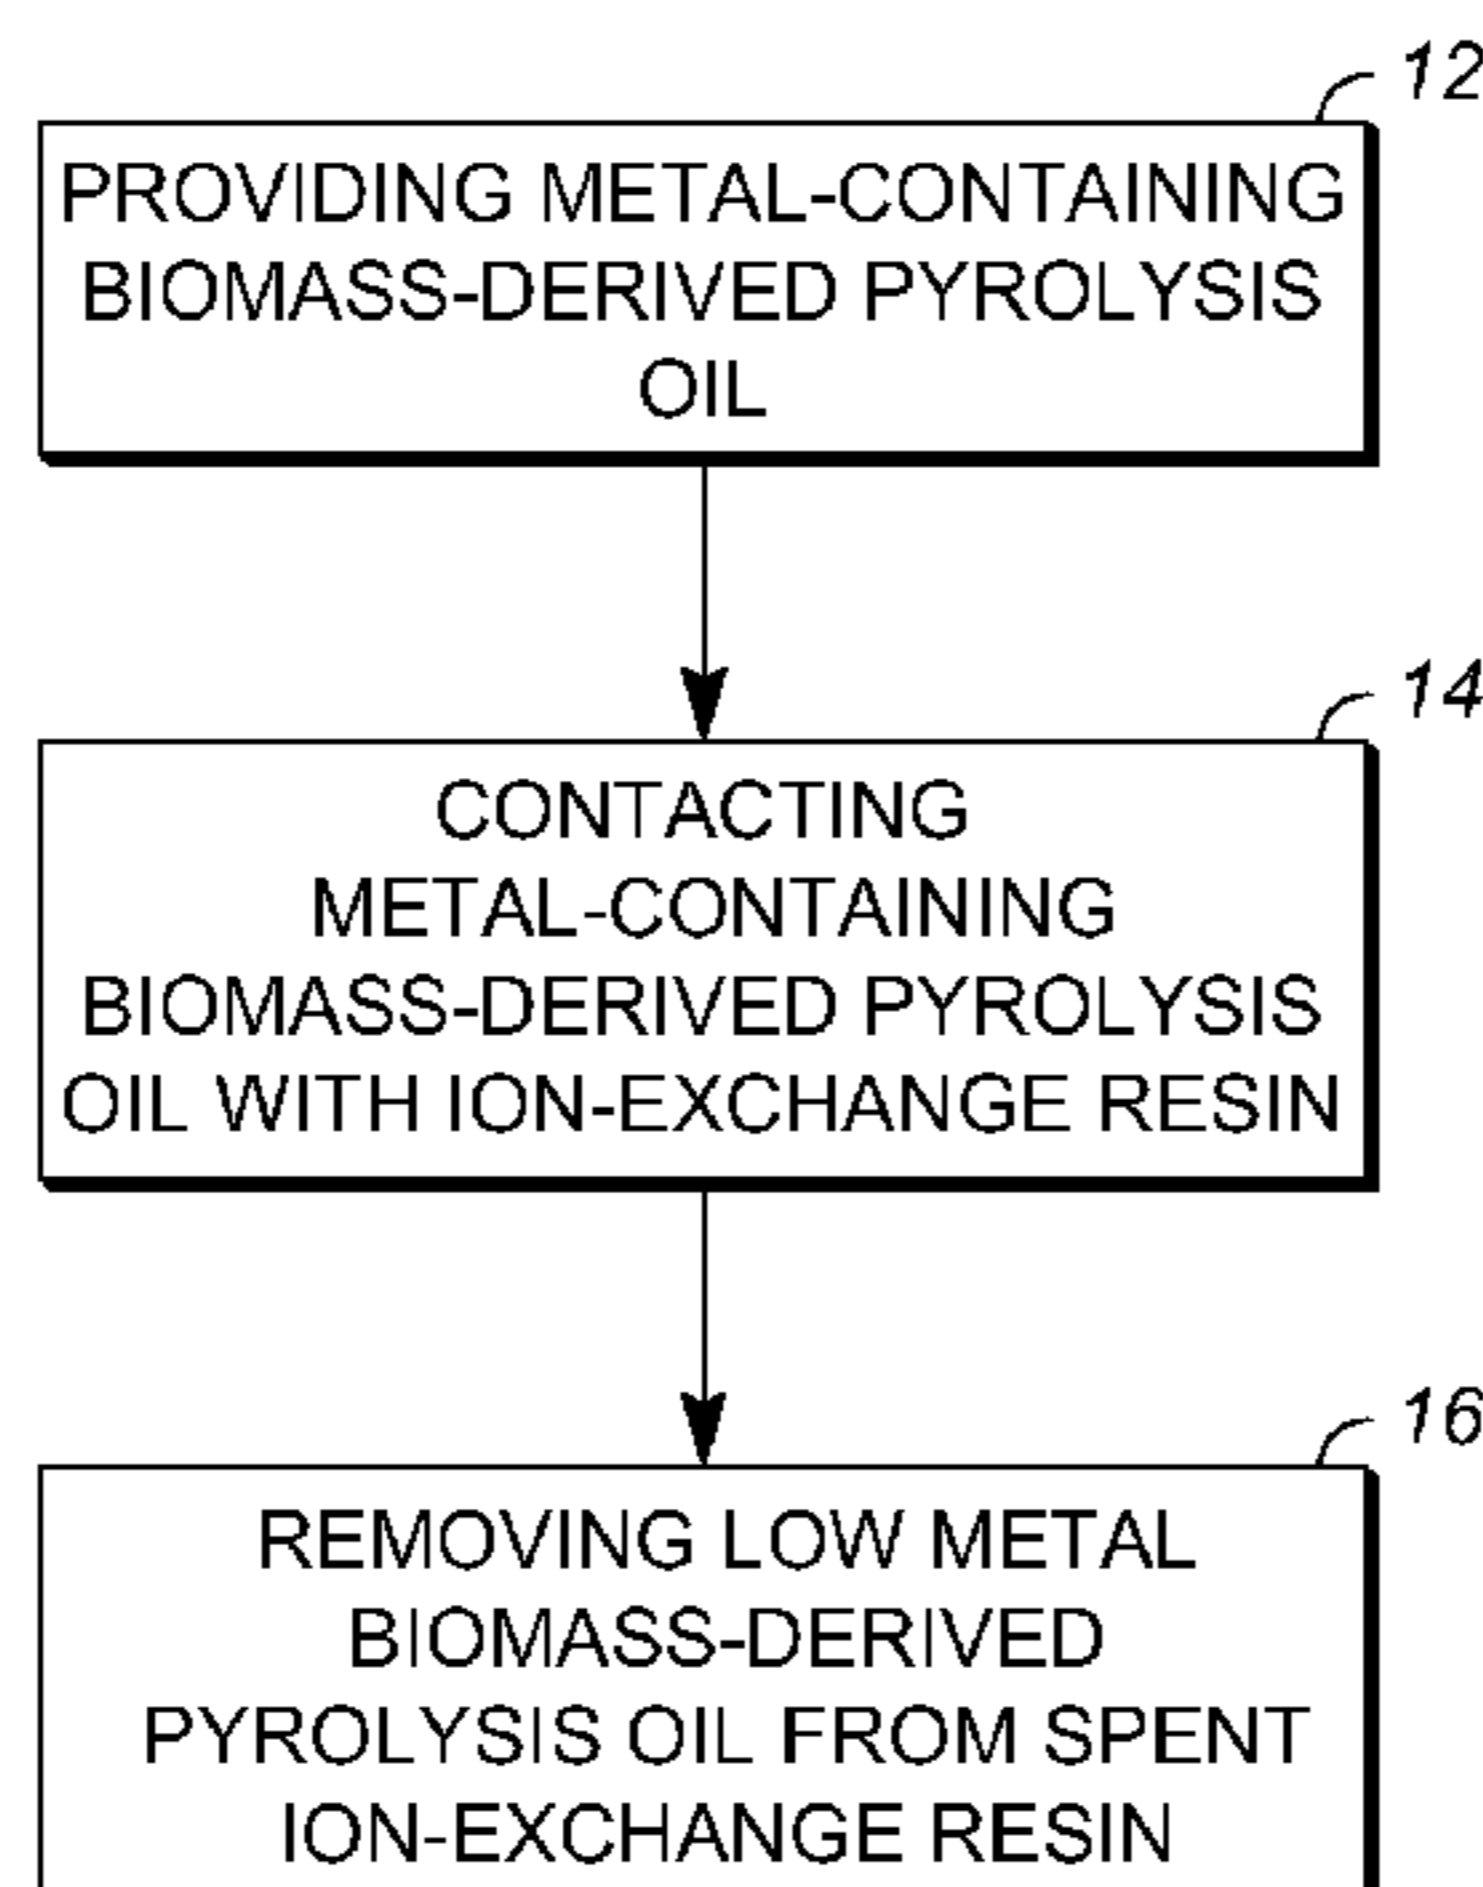 12
PROVIDING METAL-CONTAINING
BIOMASS-DERIVED PYROLYSIS
OIL
14
CONTACTING
METAL-CONTAINING
BIOMASS-DERIVED PYROLYSIS
OIL WITH ION-EXCHANGE RESIN
16
REMOVING LOW METAL
BIOMASS-DERIVED
PYROLYSIS OIL FROM SPENT
ION-EXCHANGE RESIN